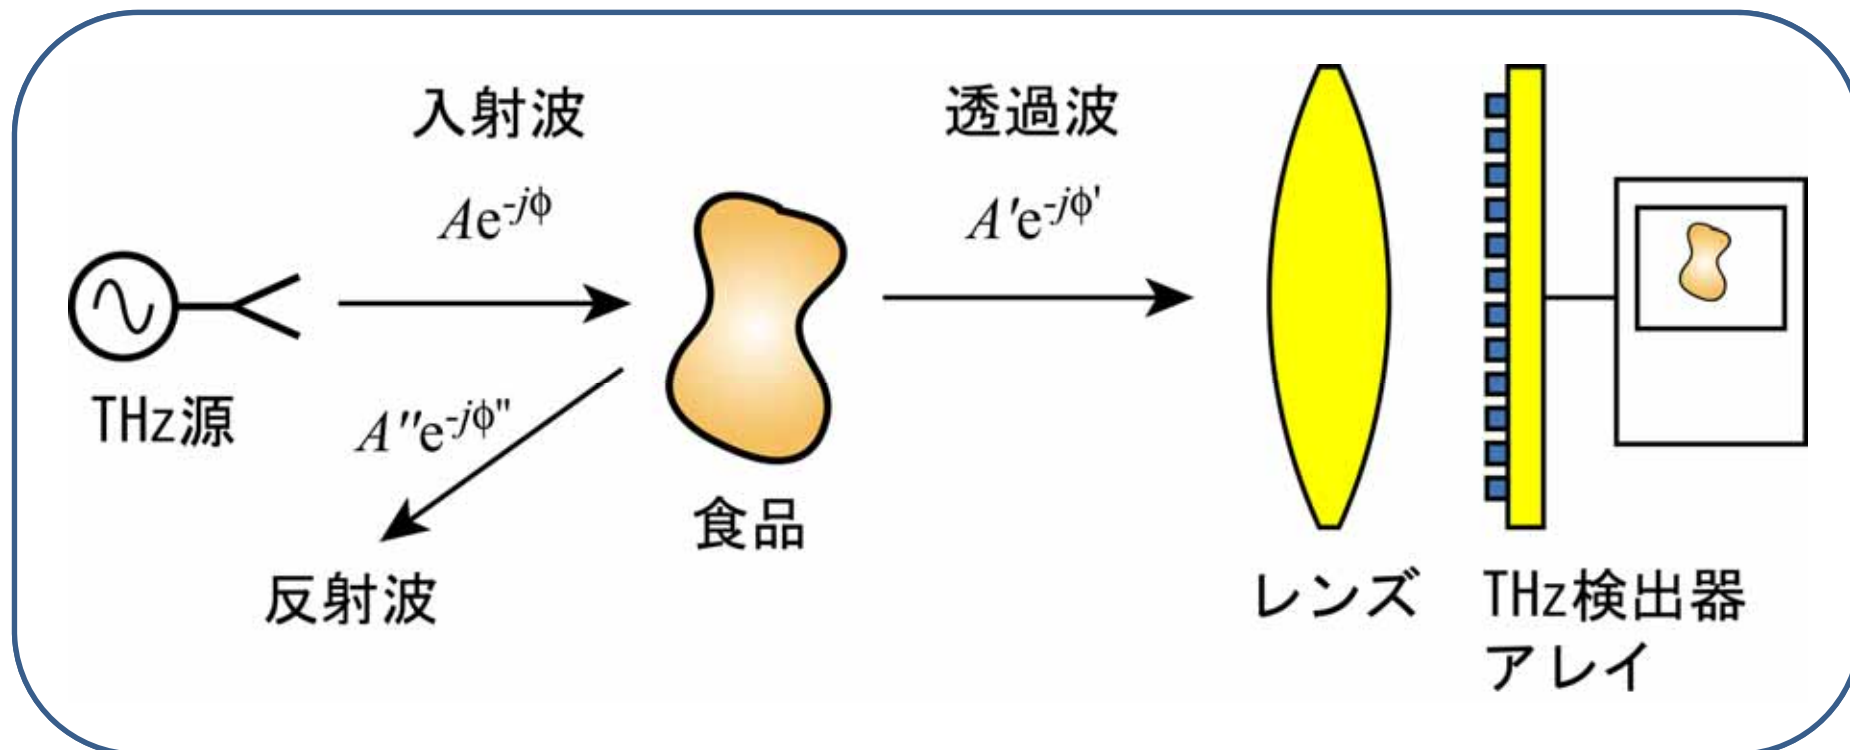 入射波
透過波
Ae^{-jφ}
A'e^{-jφ'}
THz源
A''e^{-jφ''}
食品
反射波
レンズ
THz検出器
アレイ